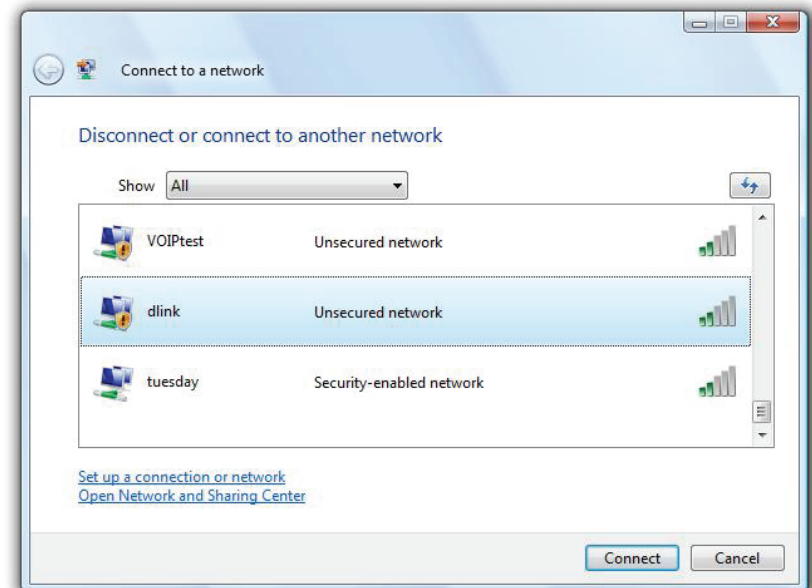 Connect to a network
Disconnect or connect to another network
Show All
VOIPtest Unsecured network
dlink Unsecured network
tuesday Security-enabled network
Set up a connection or network
Open Network and Sharing Center
Connect Cancel